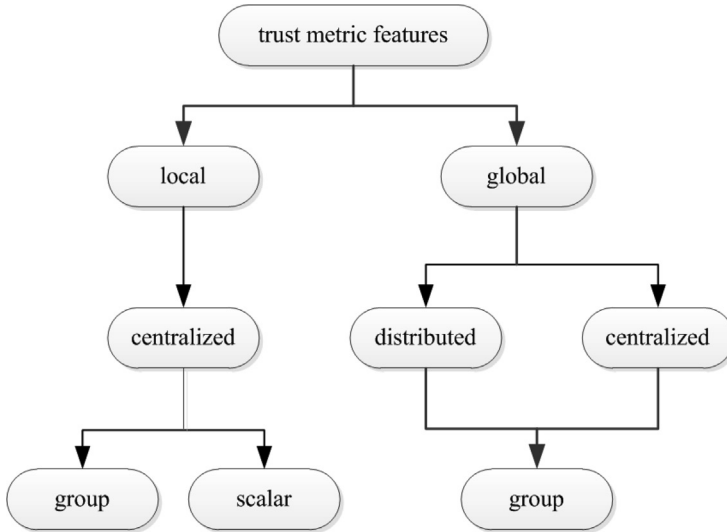 trust metric features
local
global
centralized
distributed
centralized
group
scalar
group